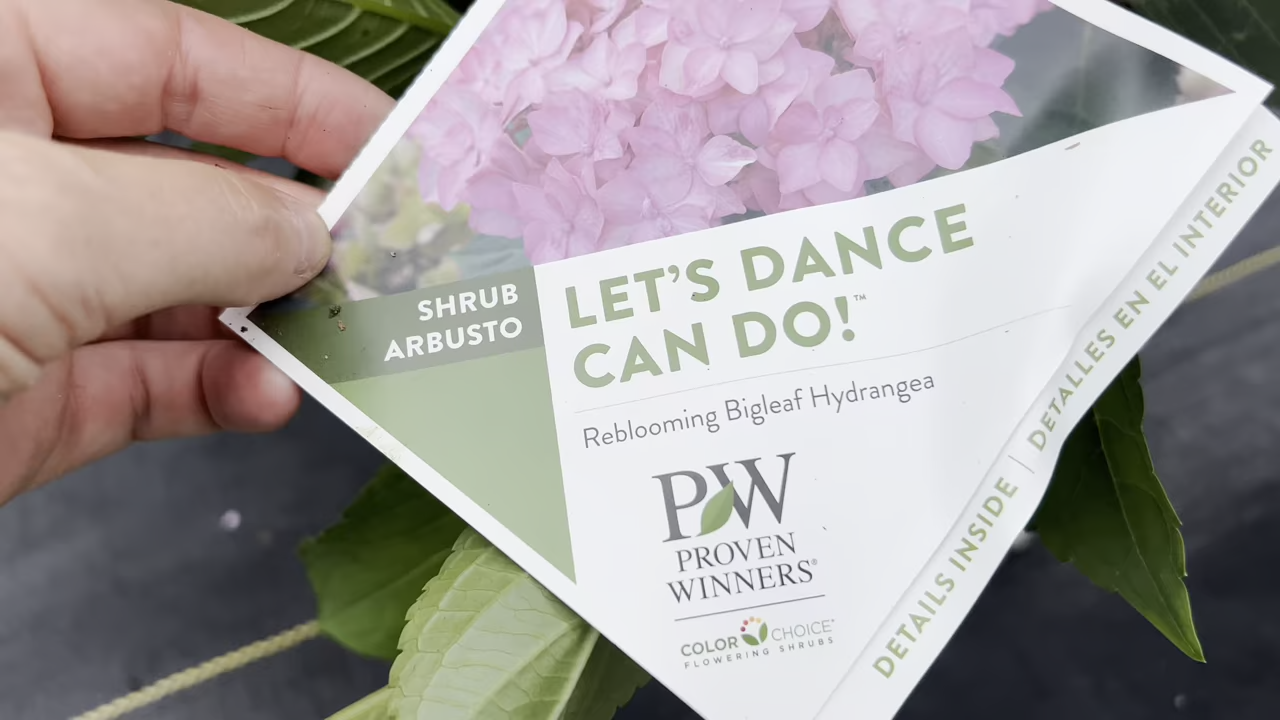 SHRUB
ARBUSTO
LET'S DANCE
CAN DO!™
Reblooming Bigleaf Hydrangea
PW
PROVEN
WINNERS®
COLOR CHOICE®
FLOWERING SHRUBS
DETAILS INSIDE | DETALLES EN EL INTERIOR